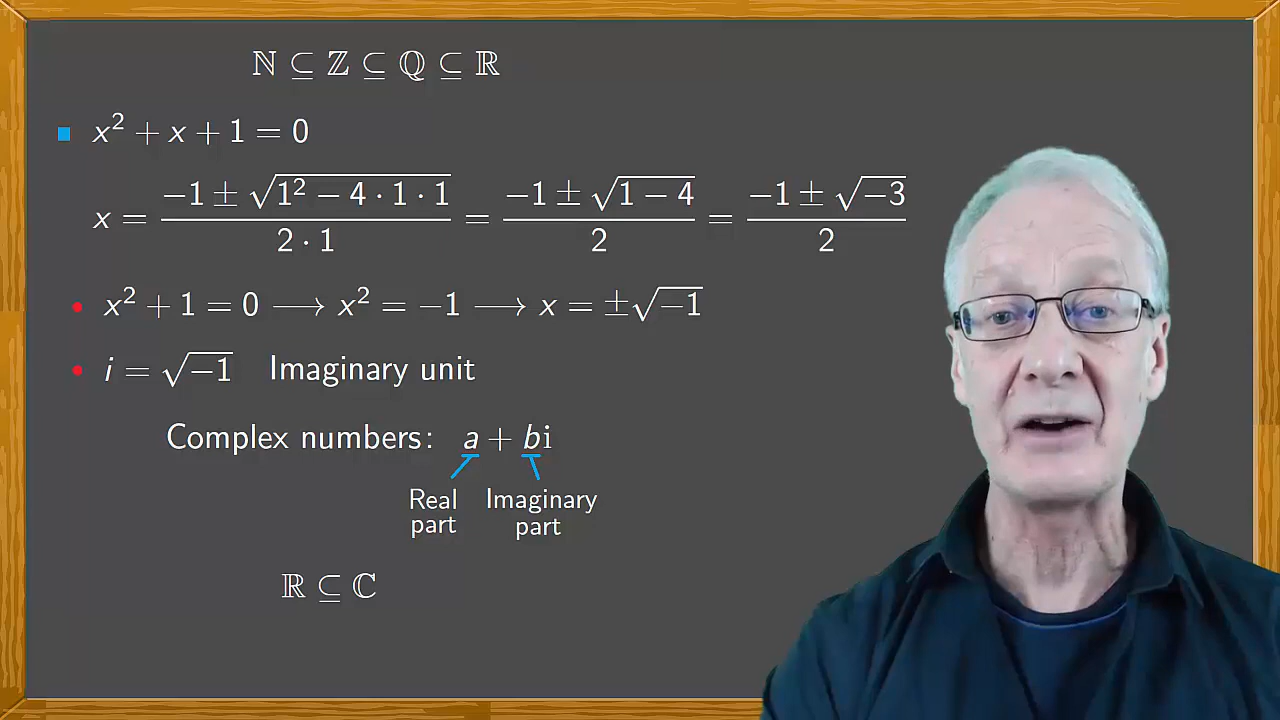 ℕ ⊆ ℤ ⊆ ℚ ⊆ ℝ
x² + x + 1 = 0
x = (−1 ± √(1² − 4 · 1 · 1))/(2 · 1) = (−1 ± √(1 − 4))/2 = (−1 ± √(−3))/2
x² + 1 = 0 ⟶ x² = −1 ⟶ x = ±√(−1)
i = √(−1) Imaginary unit
Complex numbers: a + bi
Real part
Imaginary part
ℝ ⊆ ℂ